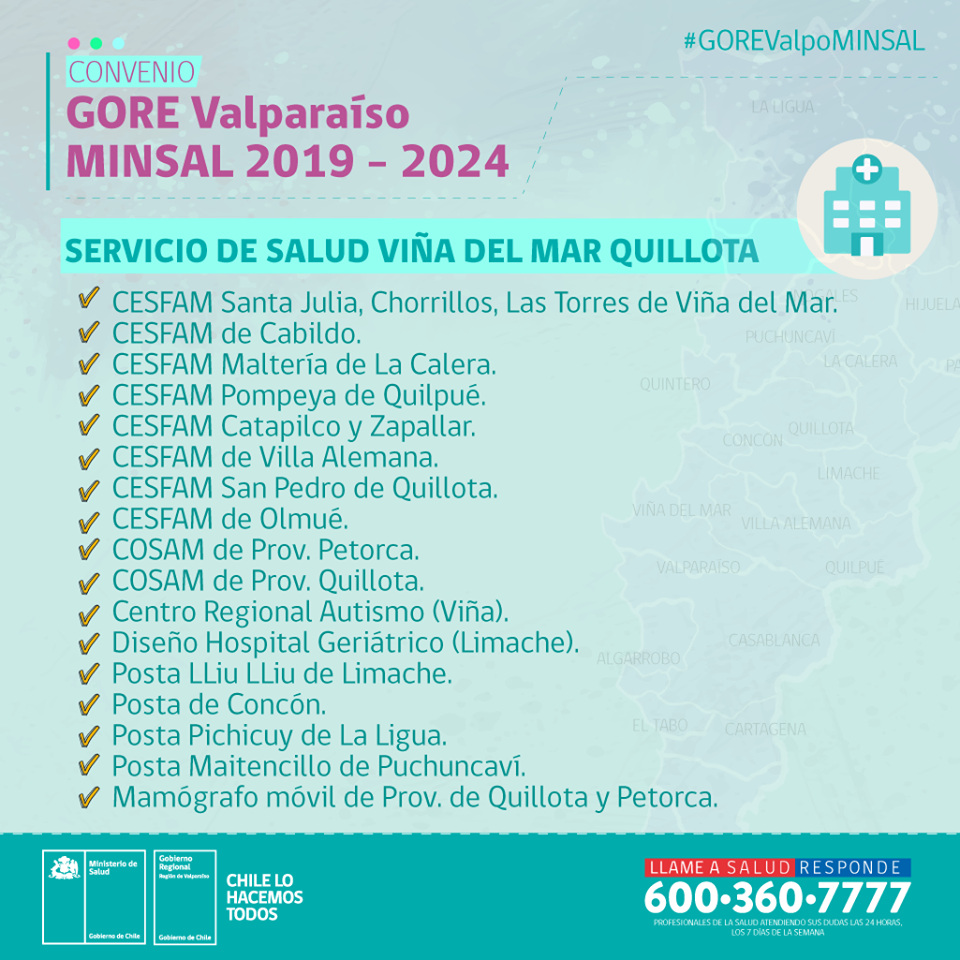 #GOREValpoMINSAL
CONVENIO
GORE Valparaíso
MINSAL 2019 – 2024
SERVICIO DE SALUD VIÑA DEL MAR QUILLOTA
CESFAM Santa Julia, Chorrillos, Las Torres de Viña del Mar.
CESFAM de Cabildo.
CESFAM Maltería de La Calera.
CESFAM Pompeya de Quilpué.
CESFAM Catapilco y Zapallar.
CESFAM de Villa Alemana.
CESFAM San Pedro de Quillota.
CESFAM de Olmué.
COSAM de Prov. Petorca.
COSAM de Prov. Quillota.
Centro Regional Autismo (Viña).
Diseño Hospital Geriátrico (Limache).
Posta LLiu LLiu de Limache.
Posta de Concón.
Posta Pichicuy de La Ligua.
Posta Maitencillo de Puchuncaví.
Mamógrafo móvil de Prov. de Quillota y Petorca.
LA LIGUA
PUCHUNCAVÍ
LA CALERA
QUINTERO
QUILLOTA
CONCON
LIMACHE
VIÑA DEL MAR
VILLA ALEMANA
VALPARAÍSO
QUILPUE
CASABLANCA
ALGARROBO
EL TABO
CARTAGENA
Ministerio de
Salud
Gobierno de Chile
Gobierno
Regional
Región de Valparaíso
Gobierno de Chile
CHILE LO
HACEMOS
TODOS
LLAME A SALUD RESPONDE
600•360•7777
PROFESIONALES DE LA SALUD ATENDIENDO SUS DUDAS LAS 24 HORAS,
LOS 7 DÍAS DE LA SEMANA